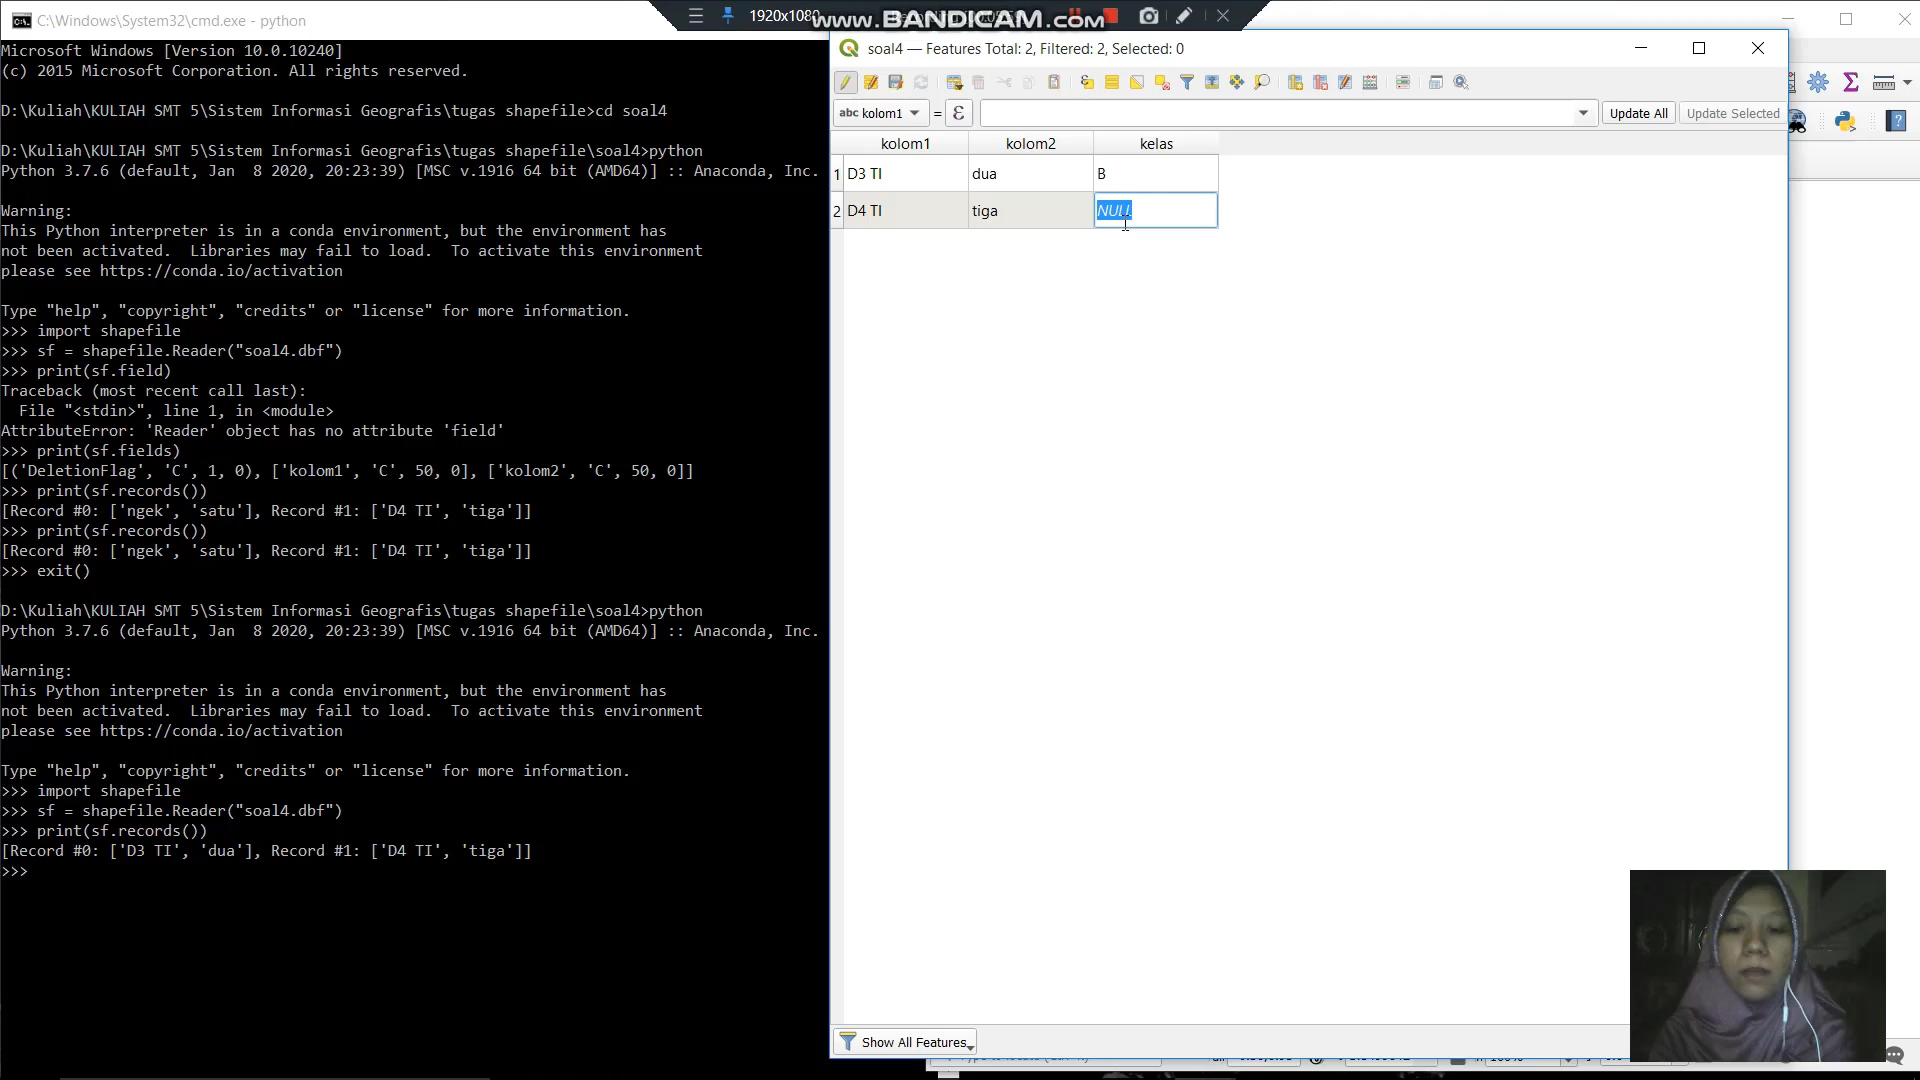 C:\Windows\System32\cmd.exe - python
1920x1080
www.BANDICAM.com
Microsoft Windows [Version 10.0.10240]
(c) 2015 Microsoft Corporation. All rights reserved.
D:\Kuliah\KULIAH SMT 5\Sistem Informasi Geografis\tugas shapefile>cd soal4
D:\Kuliah\KULIAH SMT 5\Sistem Informasi Geografis\tugas shapefile\soal4>python
Python 3.7.6 (default, Jan  8 2020, 20:23:39) [MSC v.1916 64 bit (AMD64)] :: Anaconda, Inc.
Warning:
This Python interpreter is in a conda environment, but the environment has
not been activated.  Libraries may fail to load.  To activate this environment
please see https://conda.io/activation
Type "help", "copyright", "credits" or "license" for more information.
>>> import shapefile
>>> sf = shapefile.Reader("soal4.dbf")
>>> print(sf.field)
Traceback (most recent call last):
  File "<stdin>", line 1, in <module>
AttributeError: 'Reader' object has no attribute 'field'
>>> print(sf.fields)
[('DeletionFlag', 'C', 1, 0), ['kolom1', 'C', 50, 0], ['kolom2', 'C', 50, 0]]
>>> print(sf.records())
[Record #0: ['ngek', 'satu'], Record #1: ['D4 TI', 'tiga']]
>>> print(sf.records())
[Record #0: ['ngek', 'satu'], Record #1: ['D4 TI', 'tiga']]
>>> exit()
D:\Kuliah\KULIAH SMT 5\Sistem Informasi Geografis\tugas shapefile\soal4>python
Python 3.7.6 (default, Jan  8 2020, 20:23:39) [MSC v.1916 64 bit (AMD64)] :: Anaconda, Inc.
Warning:
This Python interpreter is in a conda environment, but the environment has
not been activated.  Libraries may fail to load.  To activate this environment
please see https://conda.io/activation
Type "help", "copyright", "credits" or "license" for more information.
>>> import shapefile
>>> sf = shapefile.Reader("soal4.dbf")
>>> print(sf.records())
[Record #0: ['D3 TI', 'dua'], Record #1: ['D4 TI', 'tiga']]
>>>
soal4 — Features Total: 2, Filtered: 2, Selected: 0
abc kolom1 = ε Update All Update Selected
kolom1 kolom2 kelas
1 D3 TI dua B
2 D4 TI tiga NULL
Show All Features